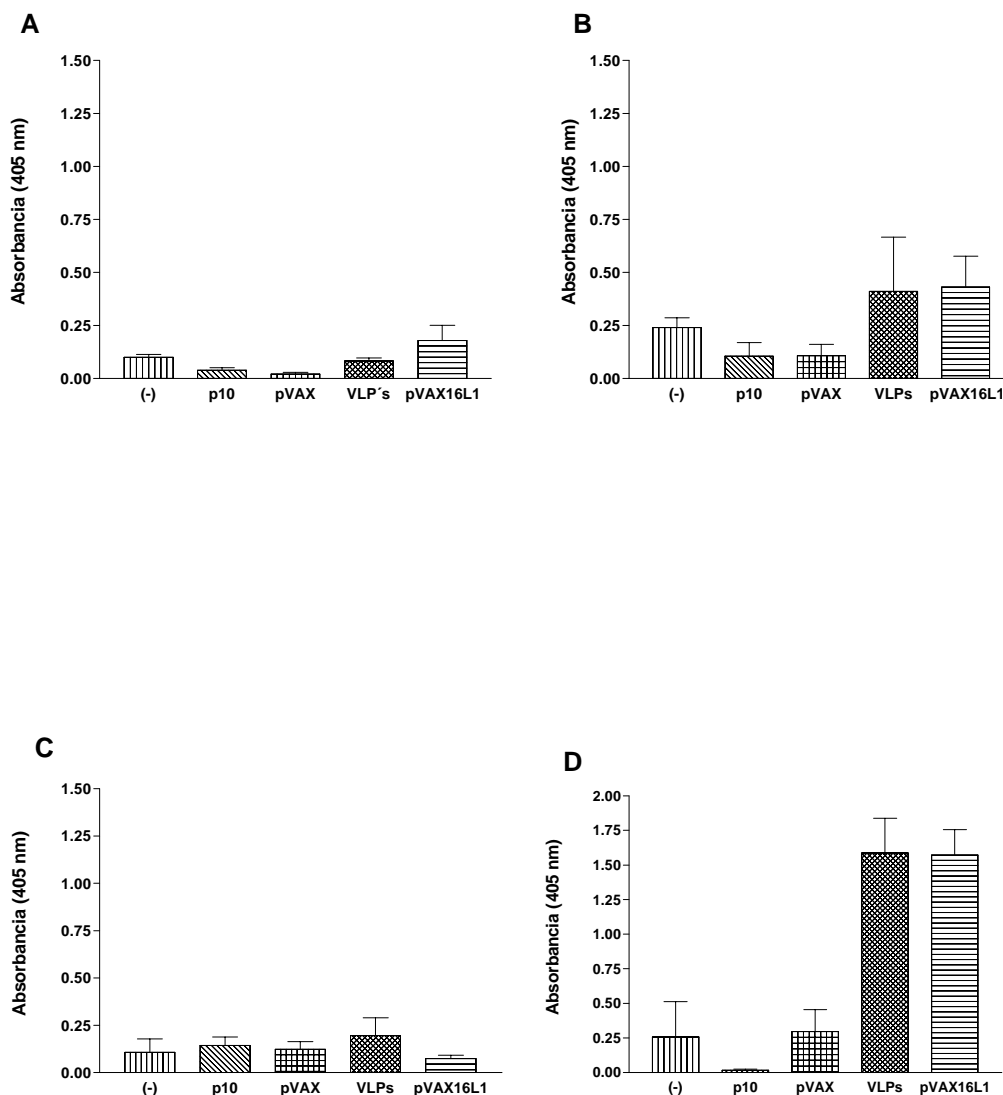 A
Absorbancia (405 nm)
1.50
1.25
1.00
0.75
0.50
0.25
0.00
(-) p10 pVAX VLP´s pVAX16L1
B
Absorbancia (405 nm)
1.50
1.25
1.00
0.75
0.50
0.25
0.00
(-) p10 pVAX VLPs pVAX16L1
C
Absorbancia (405 nm)
1.50
1.25
1.00
0.75
0.50
0.25
0.00
(-) p10 pVAX VLPs pVAX16L1
D
Absorbancia (405 nm)
2.00
1.75
1.50
1.25
1.00
0.75
0.50
0.25
0.00
(-) p10 pVAX VLPs pVAX16L1